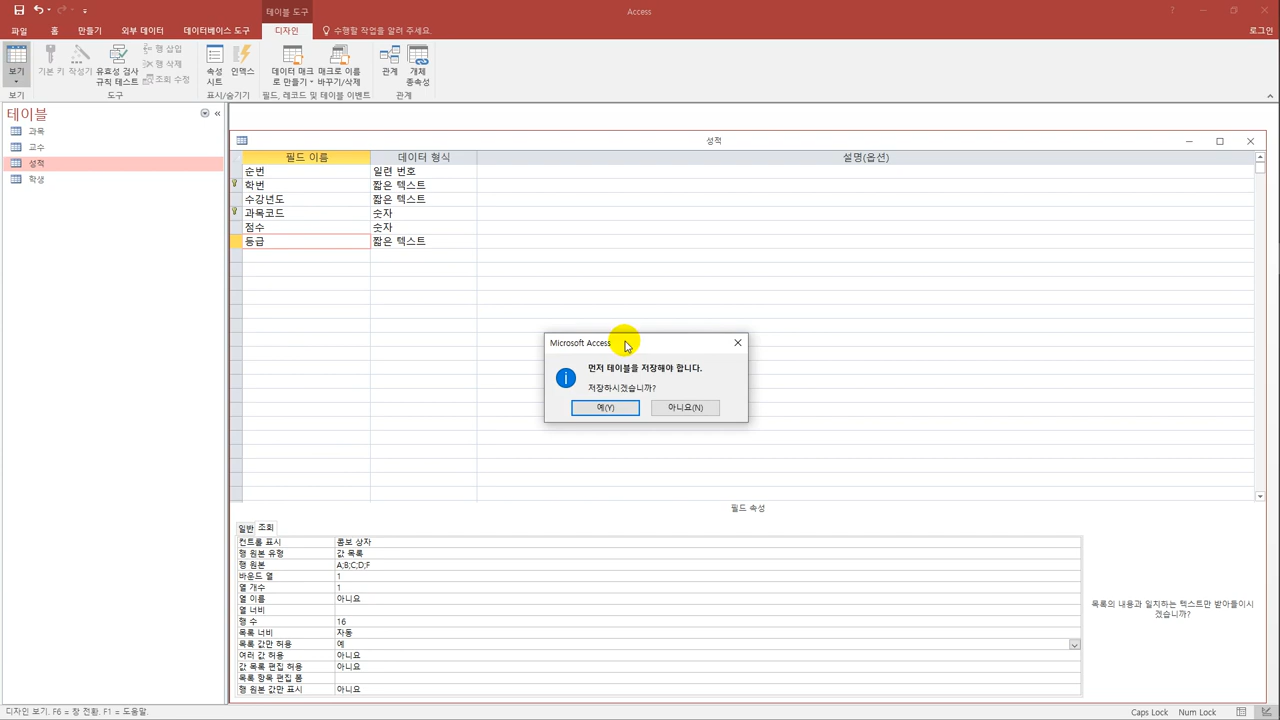 테이블 도구
Access
로그인
파일
홈
만들기
외부 데이터
데이터베이스 도구
디자인
수행할 작업을 알려 주세요.
보기
기본 키
작성기
유효성 검사
규칙 테스트
행 삽입
행 삭제
조회 수정
속성
시트
인덱스
데이터 매크
로 만들기
매크로 이름
바꾸기/삭제
관계
개체
종속성
보기
도구
표시/숨기기
필드, 레코드 및 테이블 이벤트
관계
테이블
과목
교수
성적
학생
성적
필드 이름 데이터 형식 설명(옵션)
순번 일련 번호
학번 짧은 텍스트
수강년도 짧은 텍스트
과목코드 숫자
점수 숫자
등급 짧은 텍스트
Microsoft Access
먼저 테이블을 저장해야 합니다.
저장하시겠습니까?
예(Y) 아니요(N)
필드 속성
일반 조회
컨트롤 표시 콤보 상자
행 원본 유형 값 목록
행 원본 A;B;C;D;F
바운드 열 1
열 개수 1
열 이름 아니요
열 너비
행 수 16
목록 너비 자동
목록 값만 허용 예
여러 값 허용 아니요
값 목록 편집 허용 아니요
목록 항목 편집 폼
행 원본 값만 표시 아니요
목록의 내용과 일치하는 텍스트만 받아들이시
겠습니까?
디자인 보기. F6 = 창 전환. F1 = 도움말.
Caps Lock Num Lock